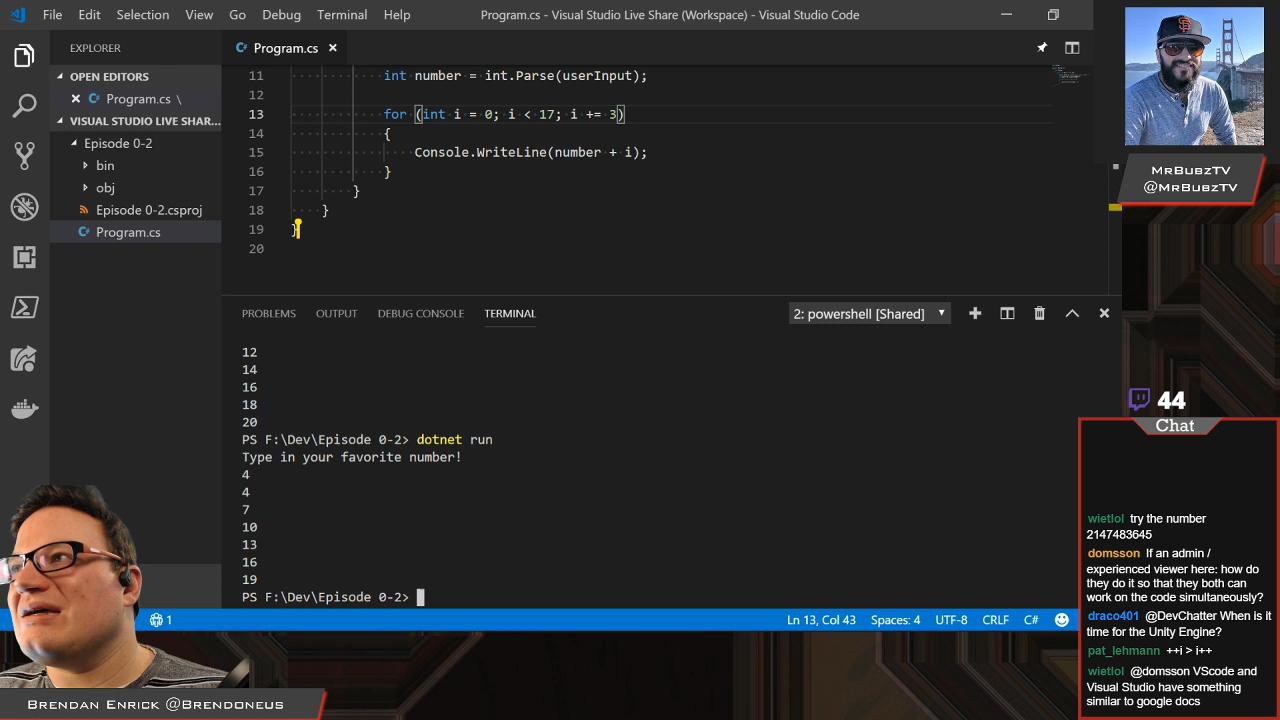 File Edit Selection View Go Debug Terminal Help
Program.cs - Visual Studio Live Share (Workspace) - Visual Studio Code
EXPLORER
OPEN EDITORS
Program.cs \
VISUAL STUDIO LIVE SHAR...
Episode 0-2
bin
obj
Episode 0-2.csproj
Program.cs
Program.cs
11 int number = int.Parse(userInput);
12
13 for (int i = 0; i < 17; i += 3)
14 {
15 Console.WriteLine(number + i);
16 }
17 }
18 }
19 }
20
PROBLEMS OUTPUT DEBUG CONSOLE TERMINAL
2: powershell [Shared]
12
14
16
18
20
PS F:\Dev\Episode 0-2> dotnet run
Type in your favorite number!
4
4
7
10
13
16
19
PS F:\Dev\Episode 0-2>
1
Ln 13, Col 43 Spaces: 4 UTF-8 CRLF C#
MrBubzTV
@MrBubzTV
44
Chat
wietlol try the number
2147483645
domsson If an admin /
experienced viewer here: how do
they do it so that they both can
work on the code simultaneously?
draco401 @DevChatter When is it
time for the Unity Engine?
pat_lehmann ++i > i++
wietlol @domsson VScode and
Visual Studio have something
similar to google docs
Brendan Enrick @Brendoneus